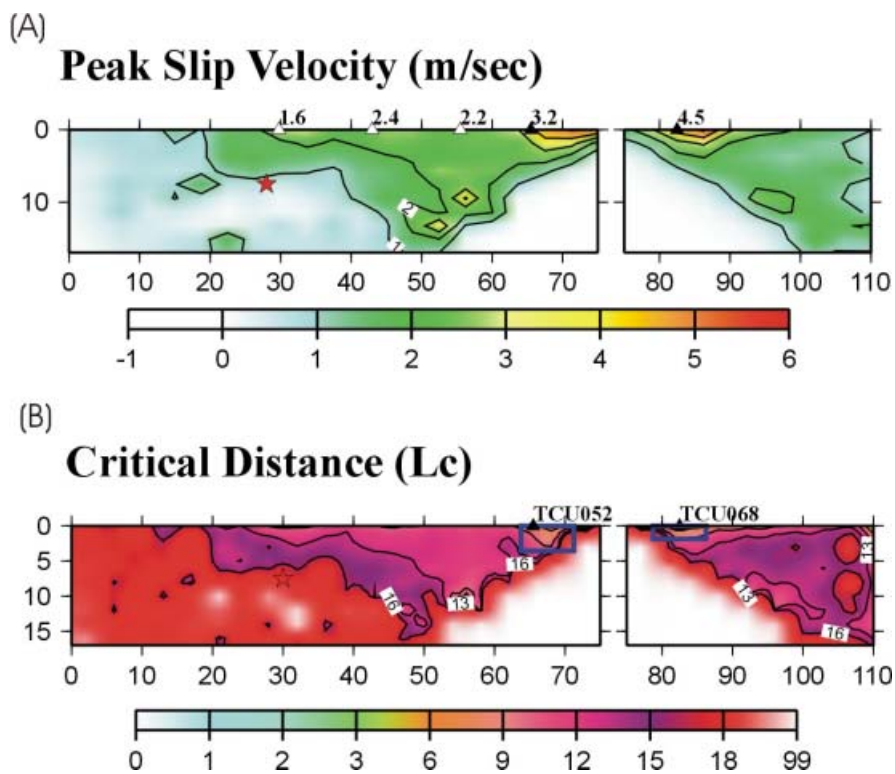 (A)
Peak Slip Velocity (m/sec)
1.6 2.4 2.2 3.2 4.5
0
10
2
1
0 10 20 30 40 50 60 70 80 90 100 110
-1 0 1 2 3 4 5 6
(B)
Critical Distance (Lc)
TCU052 TCU068
0
5
10
15
16 13 16 13 16 13
0 10 20 30 40 50 60 70 80 90 100 110
0 1 2 3 6 9 12 15 18 99